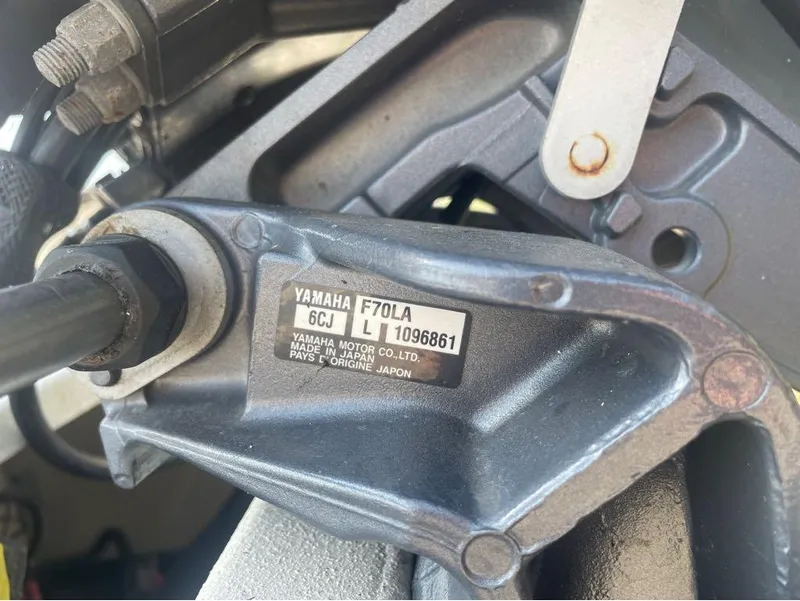 YAMAHA F70LA
6CJ L 1096861
YAMAHA MOTOR CO.,LTD.
MADE IN JAPAN
PAYS D'ORIGINE JAPON